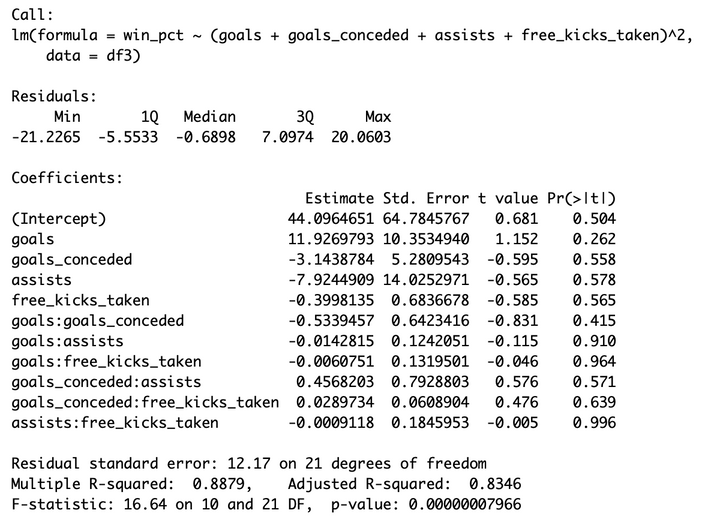 Call:
lm(formula = win_pct ~ (goals + goals_conceded + assists + free_kicks_taken)^2,
    data = df3)
Residuals:
     Min       1Q   Median       3Q      Max
-21.2265  -5.5533  -0.6898   7.0974  20.0603
Coefficients:
                                  Estimate Std. Error t value Pr(>|t|)
(Intercept)                     44.0964651 64.7845767   0.681    0.504
goals                           11.9269793 10.3534940   1.152    0.262
goals_conceded                  -3.1438784  5.2809543  -0.595    0.558
assists                         -7.9244909 14.0252971  -0.565    0.578
free_kicks_taken                -0.3998135  0.6836678  -0.585    0.565
goals:goals_conceded            -0.5339457  0.6423416  -0.831    0.415
goals:assists                   -0.0142815  0.1242051  -0.115    0.910
goals:free_kicks_taken          -0.0060751  0.1319501  -0.046    0.964
goals_conceded:assists           0.4568203  0.7928803   0.576    0.571
goals_conceded:free_kicks_taken  0.0289734  0.0608904   0.476    0.639
assists:free_kicks_taken        -0.0009118  0.1845953  -0.005    0.996
Residual standard error: 12.17 on 21 degrees of freedom
Multiple R-squared:  0.8879,    Adjusted R-squared:  0.8346
F-statistic: 16.64 on 10 and 21 DF,  p-value: 0.00000007966